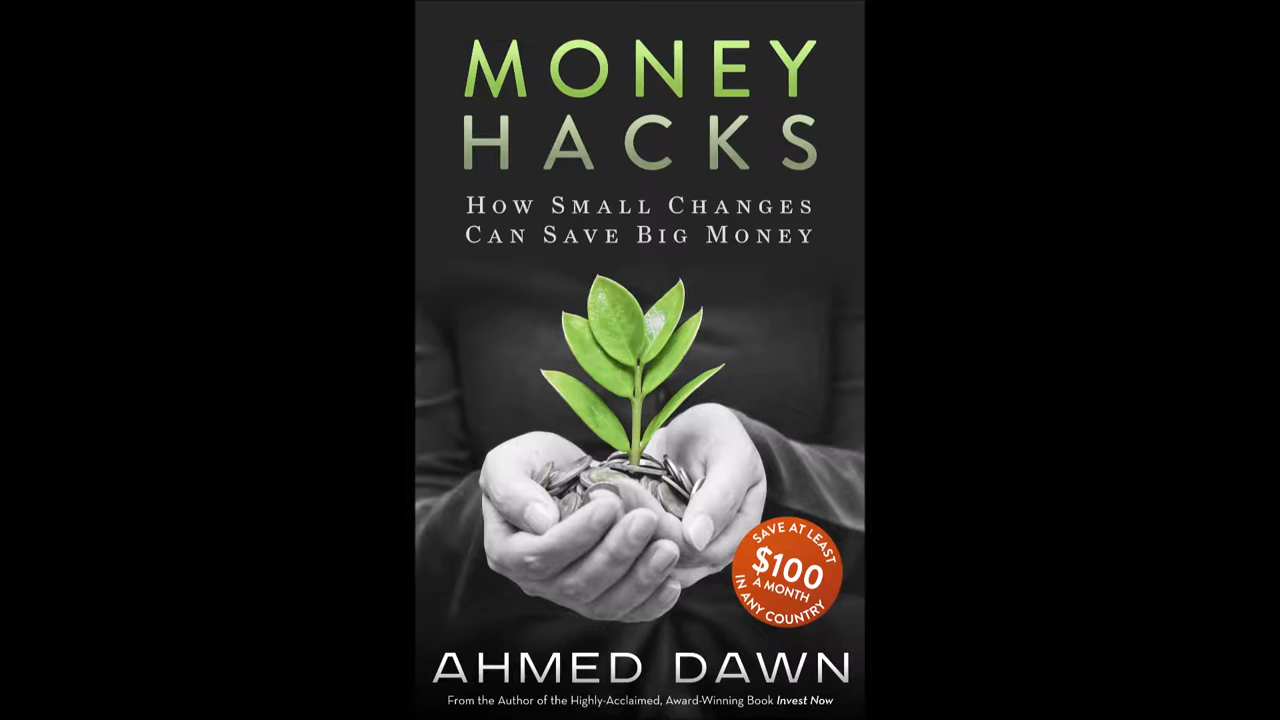 MONEY
HACKS
HOW SMALL CHANGES
CAN SAVE BIG MONEY
SAVE AT LEAST
$100
A MONTH
IN ANY COUNTRY
AHMED DAWN
From the Author of the Highly-Acclaimed, Award-Winning Book Invest Now